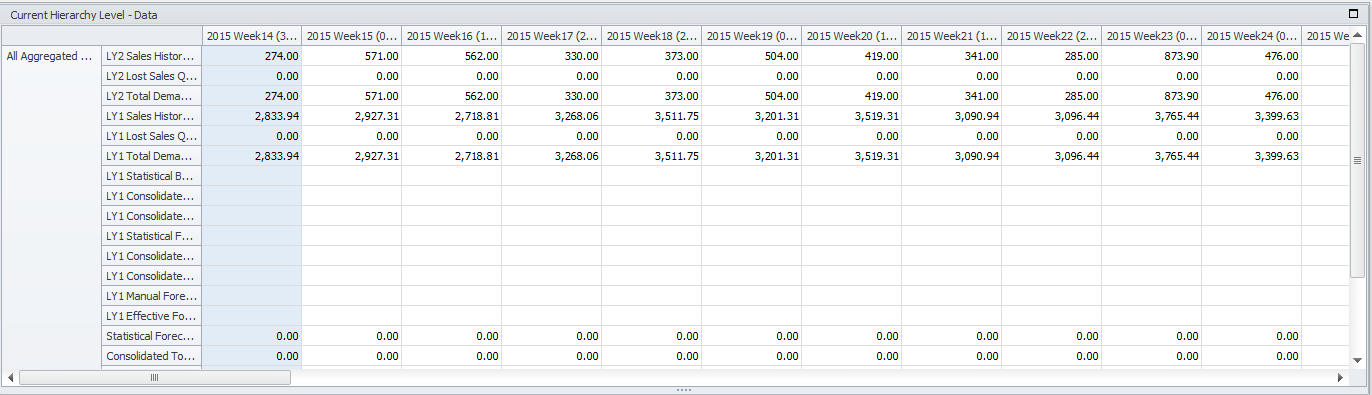 Current Hierarchy Level - Data
2015 Week14 (3... 2015 Week15 (0... 2015 Week16 (1... 2015 Week17 (2... 2015 Week18 (2... 2015 Week19 (0... 2015 Week20 (1... 2015 Week21 (1... 2015 Week22 (2... 2015 Week23 (0... 2015 Week24 (0... 2015 We
All Aggregated ... LY2 Sales Histor... 274.00 571.00 562.00 330.00 373.00 504.00 419.00 341.00 285.00 873.90 476.00
LY2 Lost Sales Q... 0.00 0.00 0.00 0.00 0.00 0.00 0.00 0.00 0.00 0.00 0.00
LY2 Total Dema... 274.00 571.00 562.00 330.00 373.00 504.00 419.00 341.00 285.00 873.90 476.00
LY1 Sales Histor... 2,833.94 2,927.31 2,718.81 3,268.06 3,511.75 3,201.31 3,519.31 3,090.94 3,096.44 3,765.44 3,399.63
LY1 Lost Sales Q... 0.00 0.00 0.00 0.00 0.00 0.00 0.00 0.00 0.00 0.00 0.00
LY1 Total Dema... 2,833.94 2,927.31 2,718.81 3,268.06 3,511.75 3,201.31 3,519.31 3,090.94 3,096.44 3,765.44 3,399.63
LY1 Statistical B...
LY1 Consolidate...
LY1 Consolidate...
LY1 Statistical F...
LY1 Consolidate...
LY1 Consolidate...
LY1 Manual Fore...
LY1 Effective Fo...
Statistical Forec... 0.00 0.00 0.00 0.00 0.00 0.00 0.00 0.00 0.00 0.00 0.00
Consolidated To... 0.00 0.00 0.00 0.00 0.00 0.00 0.00 0.00 0.00 0.00 0.00